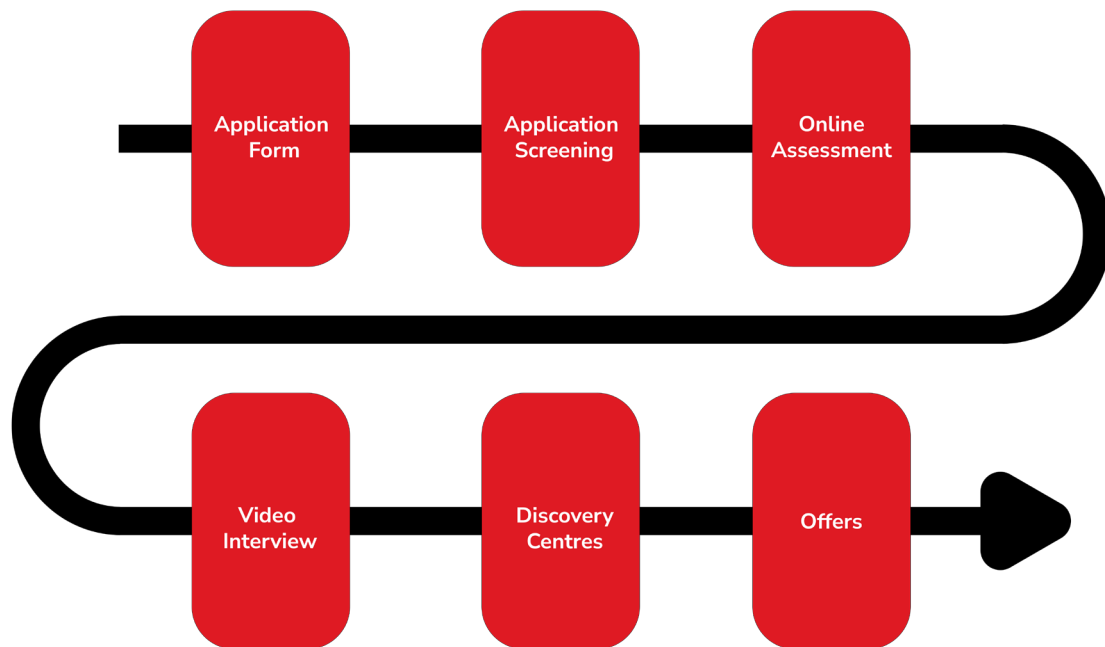 Application
Form
Application
Screening
Online
Assessment
Video
Interview
Discovery
Centres
Offers